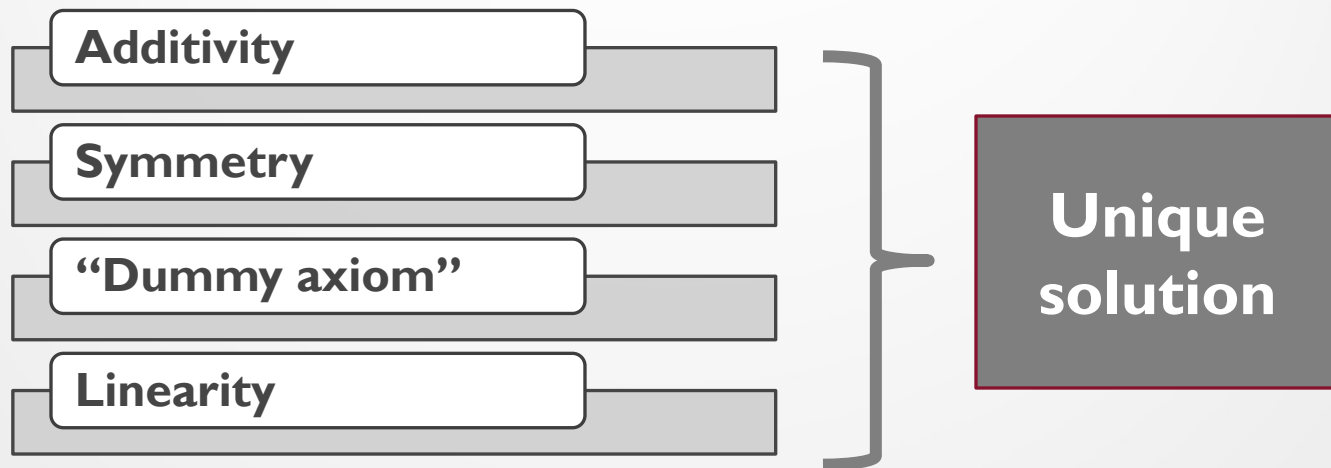 Additivity
Symmetry
“Dummy axiom”
Linearity
Unique
solution